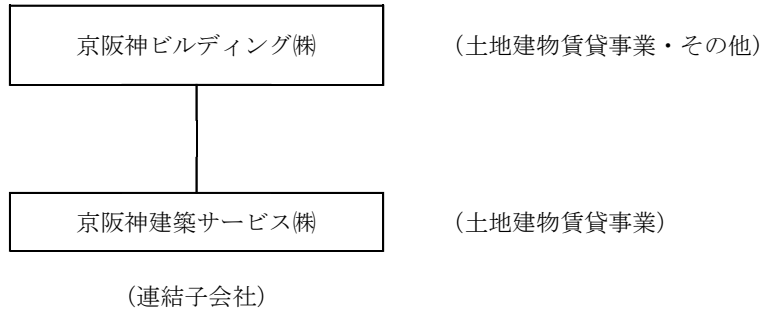 京阪神ビルディング㈱ (土地建物賃貸事業・その他)
京阪神建築サービス㈱ (土地建物賃貸事業)
(連結子会社)